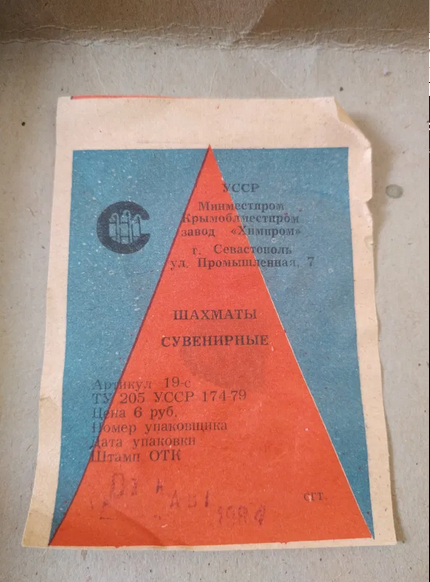 УССР
Минместпром
Крымоблместпром
завод «Химпром»
г. Севастополь
ул. Промышленная, 7
ШАХМАТЫ
СУВЕНИРНЫЕ
Артикул 19-с
ТУ 205 УССР 174-79
Цена 6 руб.
Номер упаковщика
Дата упаковки
Штамп ОТК